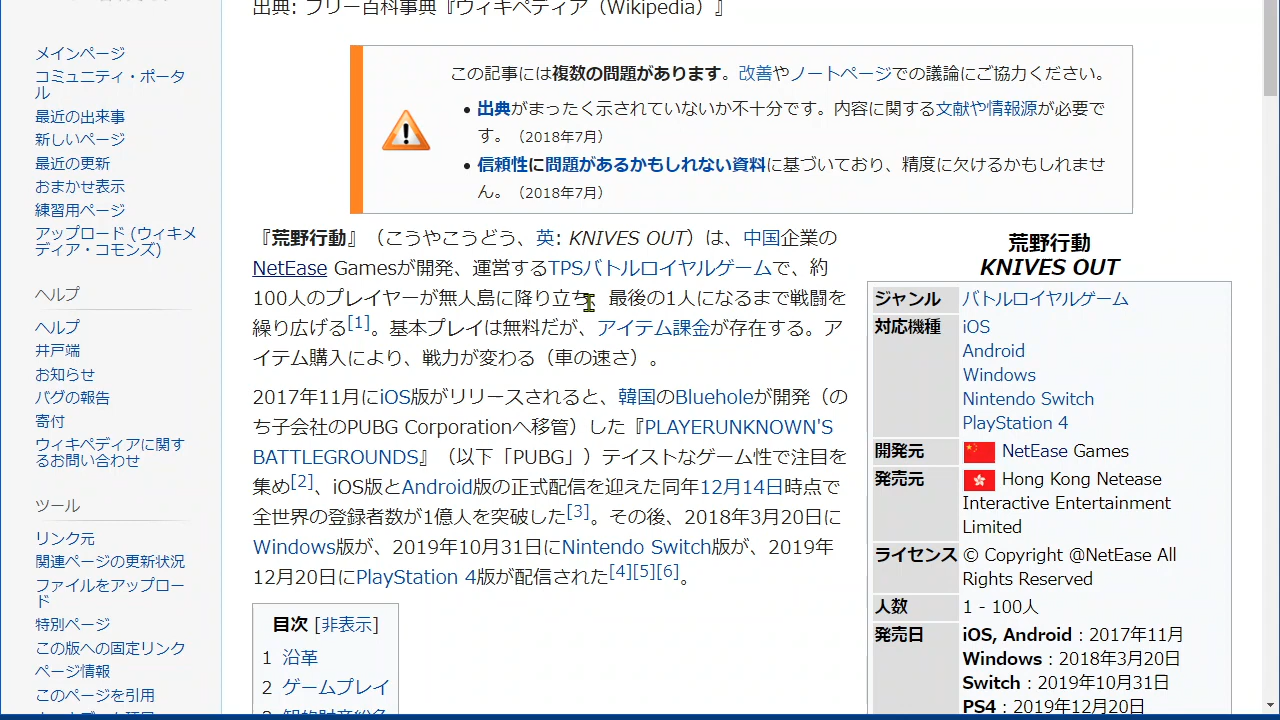 出典: フリー百科事典『ウィキペディア（Wikipedia）』
メインページ
コミュニティ・ポータ
ル
最近の出来事
新しいページ
最近の更新
おまかせ表示
練習用ページ
アップロード (ウィキメ
ディア・コモンズ)
ヘルプ
ヘルプ
井戸端
お知らせ
バグの報告
寄付
ウィキペディアに関す
るお問い合わせ
ツール
リンク元
関連ページの更新状況
ファイルをアップロー
ド
特別ページ
この版への固定リンク
ページ情報
このページを引用
この記事には複数の問題があります。改善やノートページでの議論にご協力ください。
• 出典がまったく示されていないか不十分です。内容に関する文献や情報源が必要で
す。（2018年7月）
• 信頼性に問題があるかもしれない資料に基づいており、精度に欠けるかもしれませ
ん。（2018年7月）
『荒野行動』（こうやこうどう、英: KNIVES OUT）は、中国企業の
NetEase Gamesが開発、運営するTPSバトルロイヤルゲームで、約
100人のプレイヤーが無人島に降り立ち、最後の1人になるまで戦闘を
繰り広げる[1]。基本プレイは無料だが、アイテム課金が存在する。ア
イテム購入により、戦力が変わる（車の速さ）。
2017年11月にiOS版がリリースされると、韓国のBlueholeが開発（の
ち子会社のPUBG Corporationへ移管）した『PLAYERUNKNOWN'S
BATTLEGROUNDS』（以下「PUBG」）テイストなゲーム性で注目を
集め[2]、iOS版とAndroid版の正式配信を迎えた同年12月14日時点で
全世界の登録者数が1億人を突破した[3]。その後、2018年3月20日に
Windows版が、2019年10月31日にNintendo Switch版が、2019年
12月20日にPlayStation 4版が配信された[4][5][6]。
目次 [非表示]
1 沿革
2 ゲームプレイ
荒野行動
KNIVES OUT
ジャンル バトルロイヤルゲーム
対応機種 iOS
Android
Windows
Nintendo Switch
PlayStation 4
開発元 NetEase Games
発売元 Hong Kong Netease
Interactive Entertainment
Limited
ライセンス © Copyright @NetEase All
Rights Reserved
人数 1 - 100人
発売日 iOS, Android：2017年11月
Windows：2018年3月20日
Switch：2019年10月31日
PS4：2019年12月20日